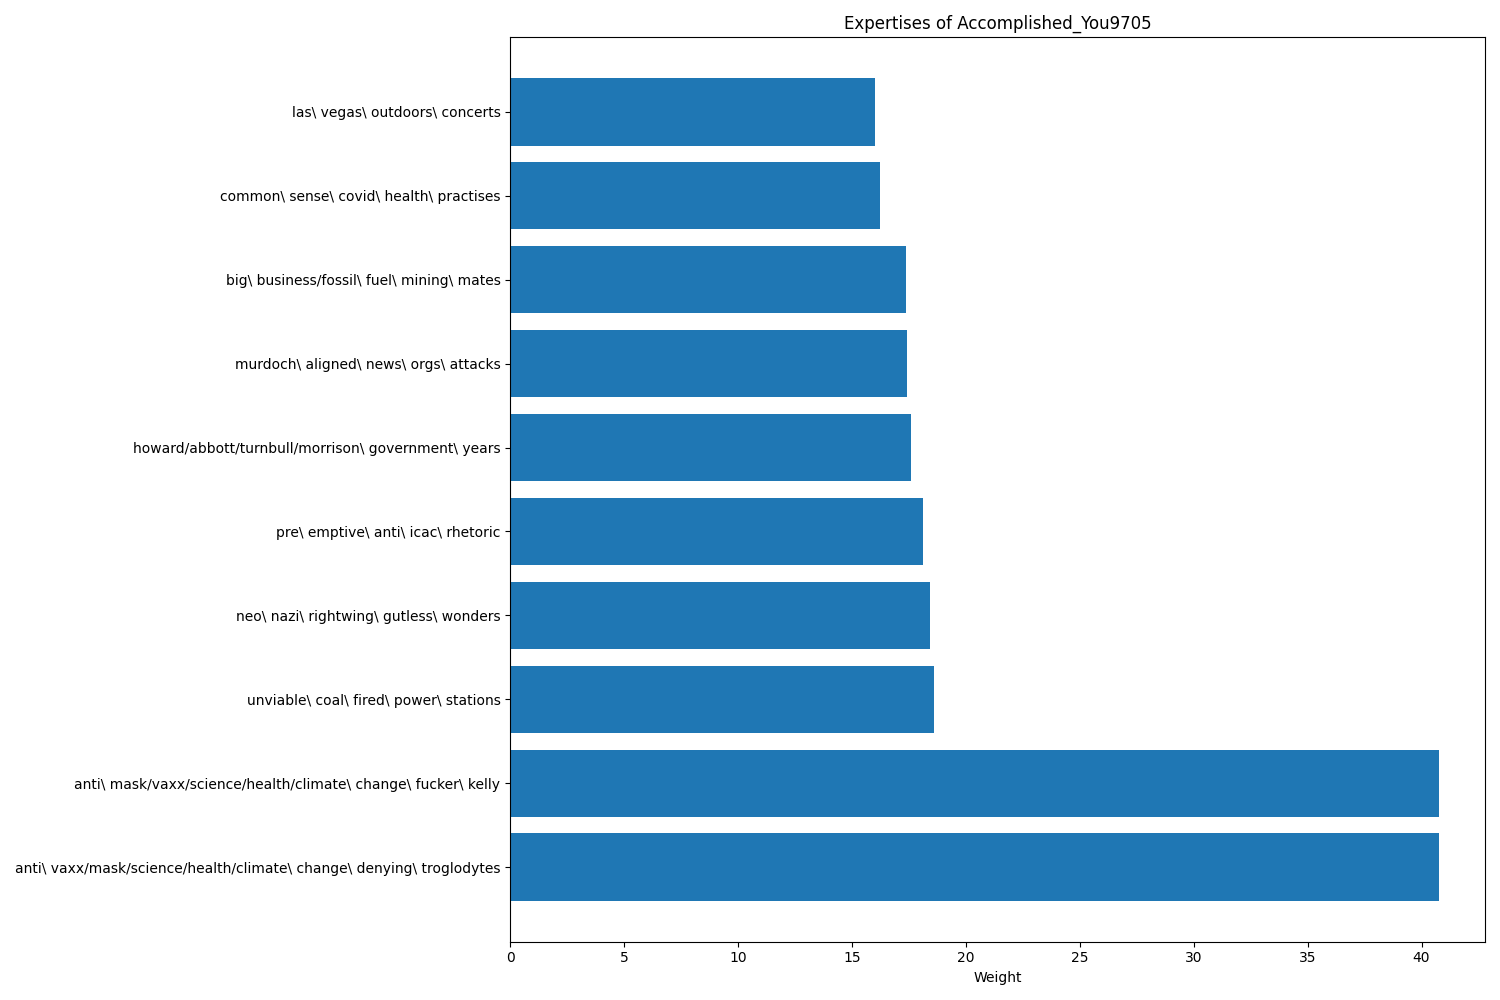 Expertises of Accomplished_You9705
las\ vegas\ outdoors\ concerts
common\ sense\ covid\ health\ practises
big\ business/fossil\ fuel\ mining\ mates
murdoch\ aligned\ news\ orgs\ attacks
howard/abbott/turnbull/morrison\ government\ years
pre\ emptive\ anti\ icac\ rhetoric
neo\ nazi\ rightwing\ gutless\ wonders
unviable\ coal\ fired\ power\ stations
anti\ mask/vaxx/science/health/climate\ change\ fucker\ kelly
anti\ vaxx/mask/science/health/climate\ change\ denying\ troglodytes
0 5 10 15 20 25 30 35 40
Weight